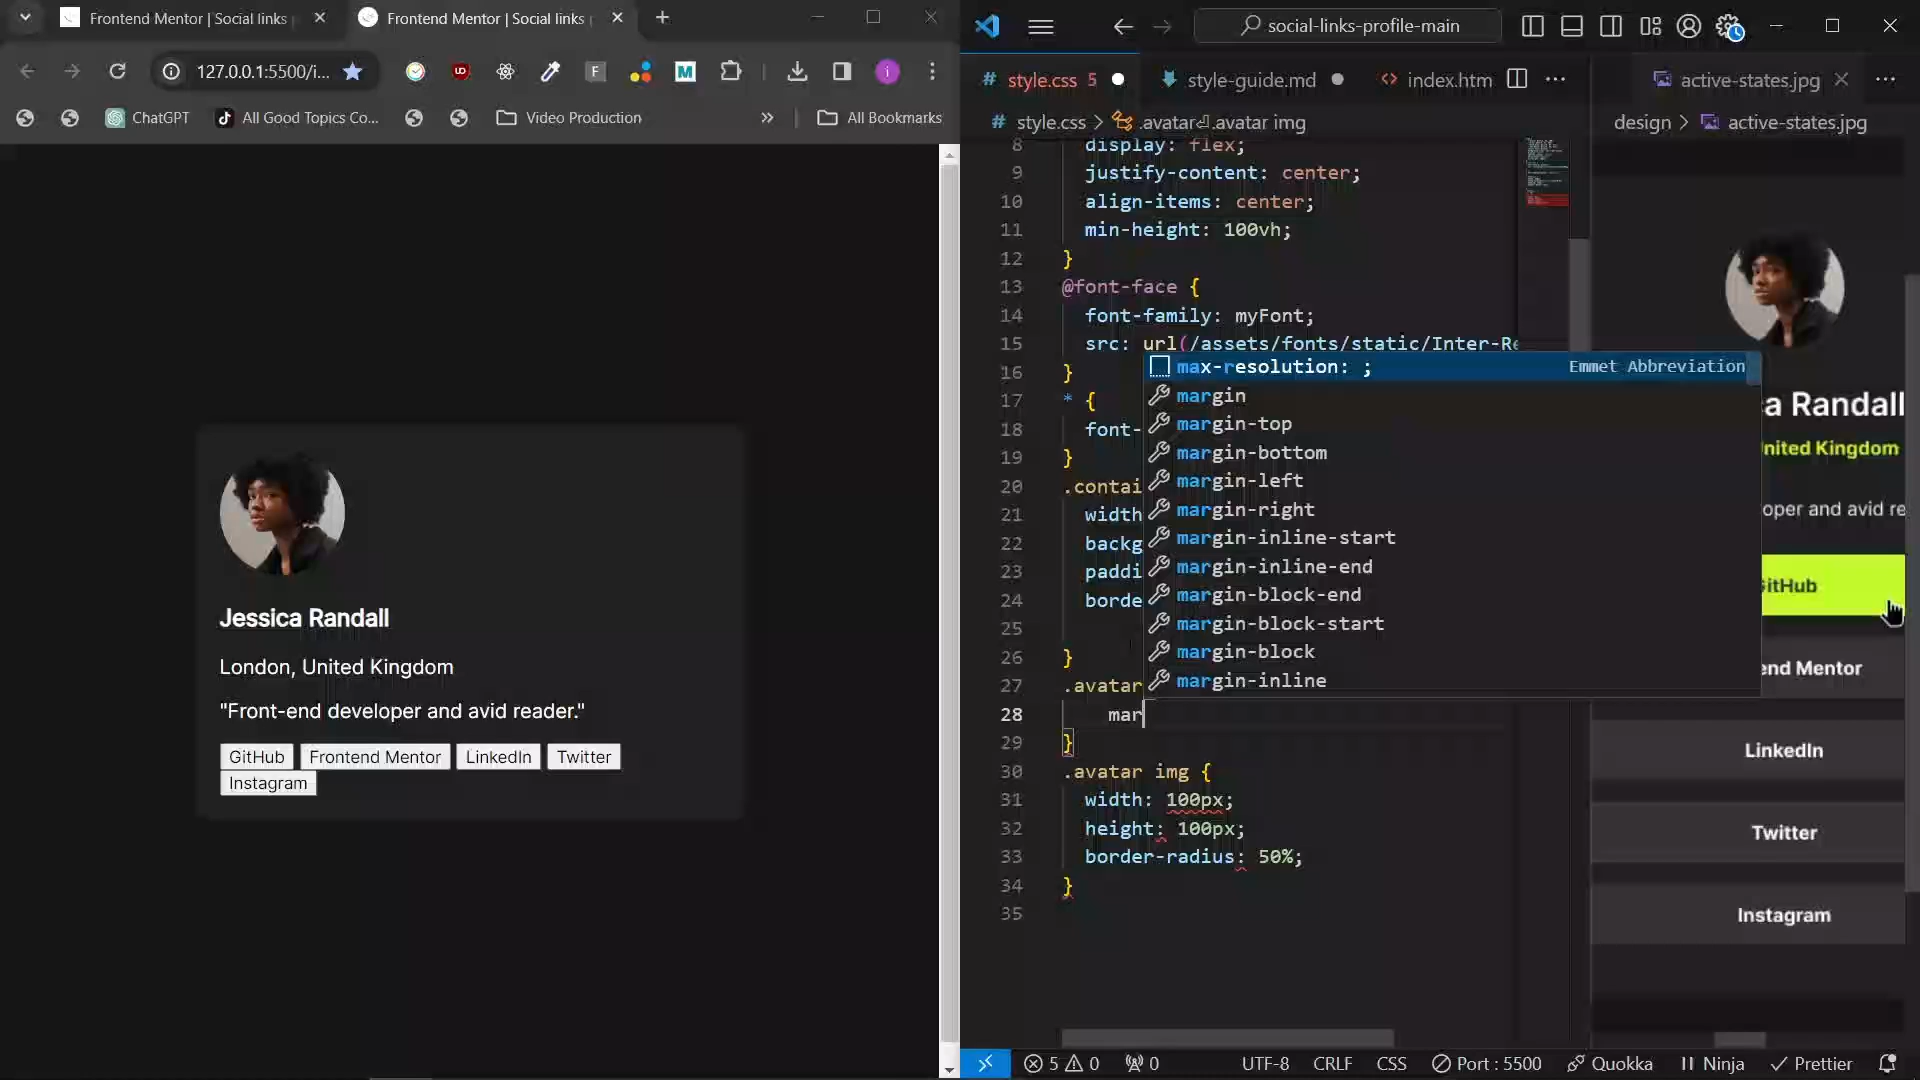 Frontend Mentor | Social links
Frontend Mentor | Social links
127.0.0.1:5500/i...
ChatGPT
All Good Topics Co...
Video Production
All Bookmarks
Jessica Randall
London, United Kingdom
"Front-end developer and avid reader."
GitHub
Frontend Mentor
LinkedIn
Twitter
Instagram
social-links-profile-main
style.css 5
style-guide.md
index.htm
active-states.jpg
style.css > .avatar⏎.avatar img
design > active-states.jpg
8 display: flex;
9 justify-content: center;
10 align-items: center;
11 min-height: 100vh;
12 }
13 @font-face {
14 font-family: myFont;
15 src: url(/assets/fonts/static/Inter-Re
16 }
17 * {
18 font-
19 }
20 .contai
21 width
22 backg
23 paddi
24 borde
25
26 }
27 .avatar
28 mar
29 }
30 .avatar img {
31 width: 100px;
32 height: 100px;
33 border-radius: 50%;
34 }
35
max-resolution: ; Emmet Abbreviation
margin
margin-top
margin-bottom
margin-left
margin-right
margin-inline-start
margin-inline-end
margin-block-end
margin-block-start
margin-block
margin-inline
a Randall
nited Kingdom
oper and avid re
GitHub
end Mentor
LinkedIn
Twitter
Instagram
5 0 0
UTF-8
CRLF
CSS
Port : 5500
Quokka
Ninja
Prettier